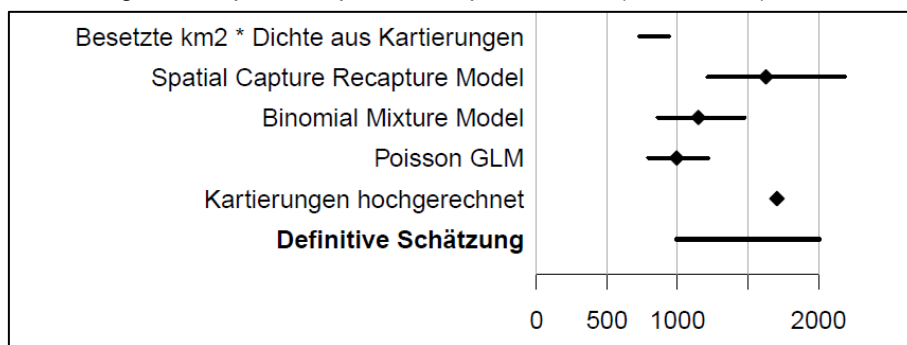 Besetzte km2 * Dichte aus Kartierungen
Spatial Capture Recapture Model
Binomial Mixture Model
Poisson GLM
Kartierungen hochgerechnet
Definitive Schätzung
0 500 1000 2000